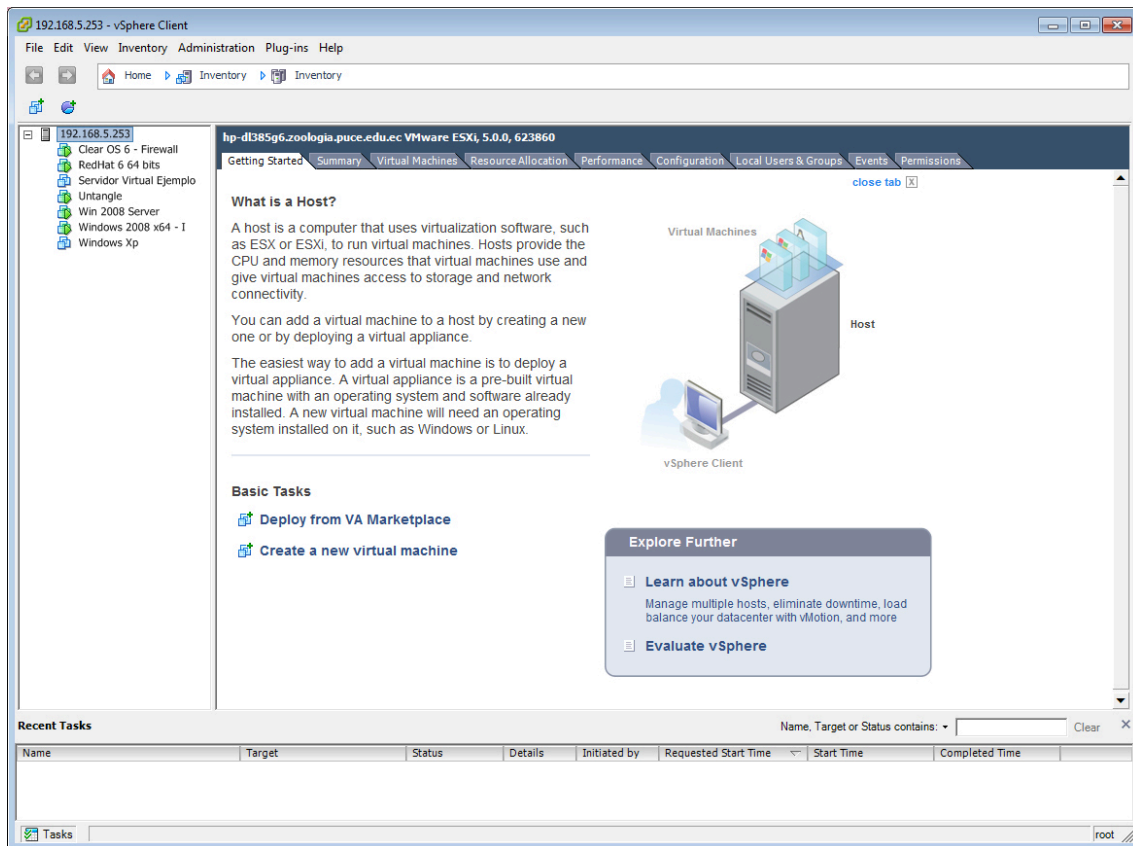 192.168.5.253 - vSphere Client
File Edit View Inventory Administration Plug-ins Help
Home Inventory Inventory
192.168.5.253
Clear OS 6 - Firewall
RedHat 6 64 bits
Servidor Virtual Ejemplo
Untangle
Win 2008 Server
Windows 2008 x64 - I
Windows Xp
hp-dl385g6.zoologia.puce.edu.ec VMware ESXi, 5.0.0, 623860
Getting Started Summary Virtual Machines Resource Allocation Performance Configuration Local Users & Groups Events Permissions
close tab X
What is a Host?
A host is a computer that uses virtualization software, such
as ESX or ESXi, to run virtual machines. Hosts provide the
CPU and memory resources that virtual machines use and
give virtual machines access to storage and network
connectivity.
You can add a virtual machine to a host by creating a new
one or by deploying a virtual appliance.
The easiest way to add a virtual machine is to deploy a
virtual appliance. A virtual appliance is a pre-built virtual
machine with an operating system and software already
installed. A new virtual machine will need an operating
system installed on it, such as Windows or Linux.
Virtual Machines
Host
vSphere Client
Basic Tasks
Deploy from VA Marketplace
Create a new virtual machine
Explore Further
Learn about vSphere
Manage multiple hosts, eliminate downtime, load
balance your datacenter with vMotion, and more
Evaluate vSphere
Recent Tasks
Name, Target or Status contains: Clear
Name Target Status Details Initiated by Requested Start Time Start Time Completed Time
Tasks
root